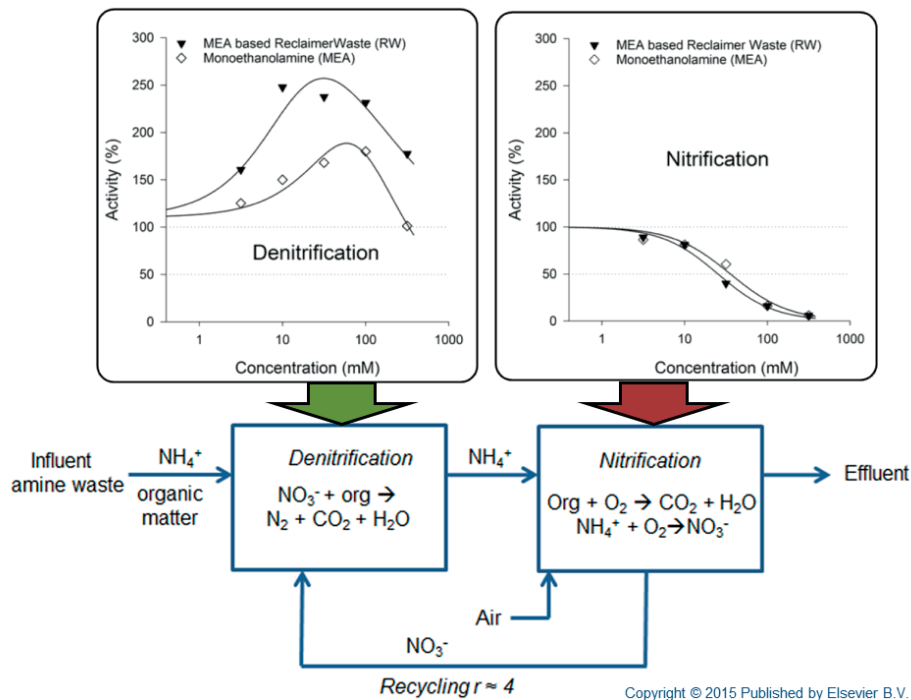 300
250
200
150
100
50
0
Activity (%)
▼ MEA based ReclaimerWaste (RW)
◇ Monoethanolamine (MEA)
Denitrification
1 10 100 1000
Concentration (mM)
300
250
200
150
100
50
0
Activity (%)
▼ MEA based Reclaimer Waste (RW)
◇ Monoethanolamine (MEA)
Nitrification
1 10 100 1000
Concentration (mM)
Influent
amine waste
NH₄⁺
organic
matter
Denitrification
NO₃⁻ + org →
N₂ + CO₂ + H₂O
NH₄⁺
Nitrification
Org + O₂ → CO₂ + H₂O
NH₄⁺ + O₂→NO₃⁻
Effluent
Air
NO₃⁻
Recycling r ≈ 4
Copyright © 2015 Published by Elsevier B.V.